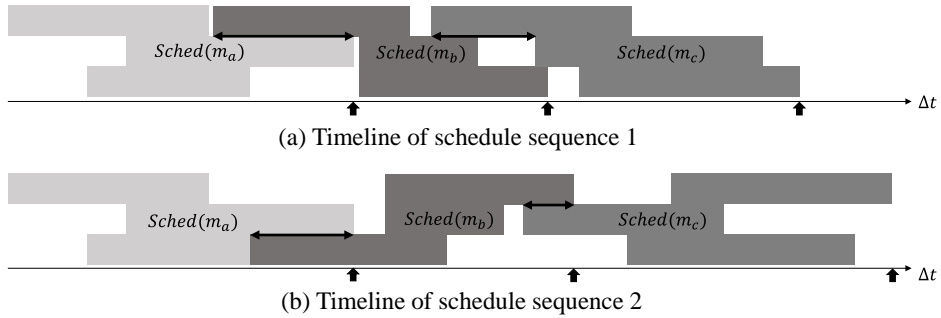 Sched(m_a) Sched(m_b) Sched(m_c)
Δt
(a) Timeline of schedule sequence 1
Sched(m_a) Sched(m_b) Sched(m_c)
Δt
(b) Timeline of schedule sequence 2